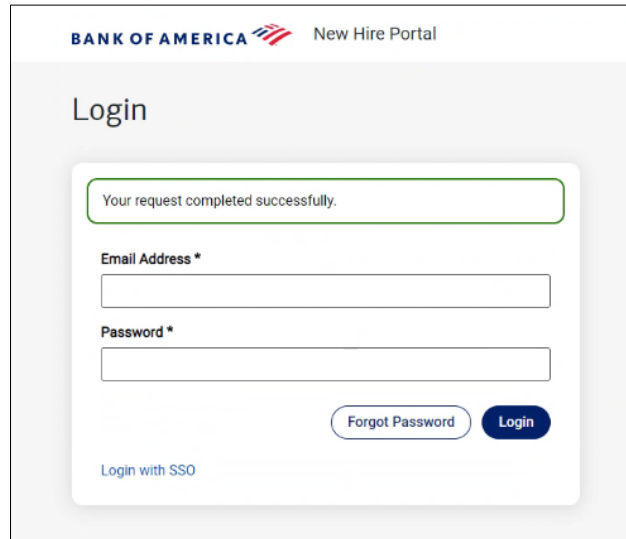 BANK OF AMERICA New Hire Portal
Login
Your request completed successfully.
Email Address *
Password *
Forgot Password Login
Login with SSO